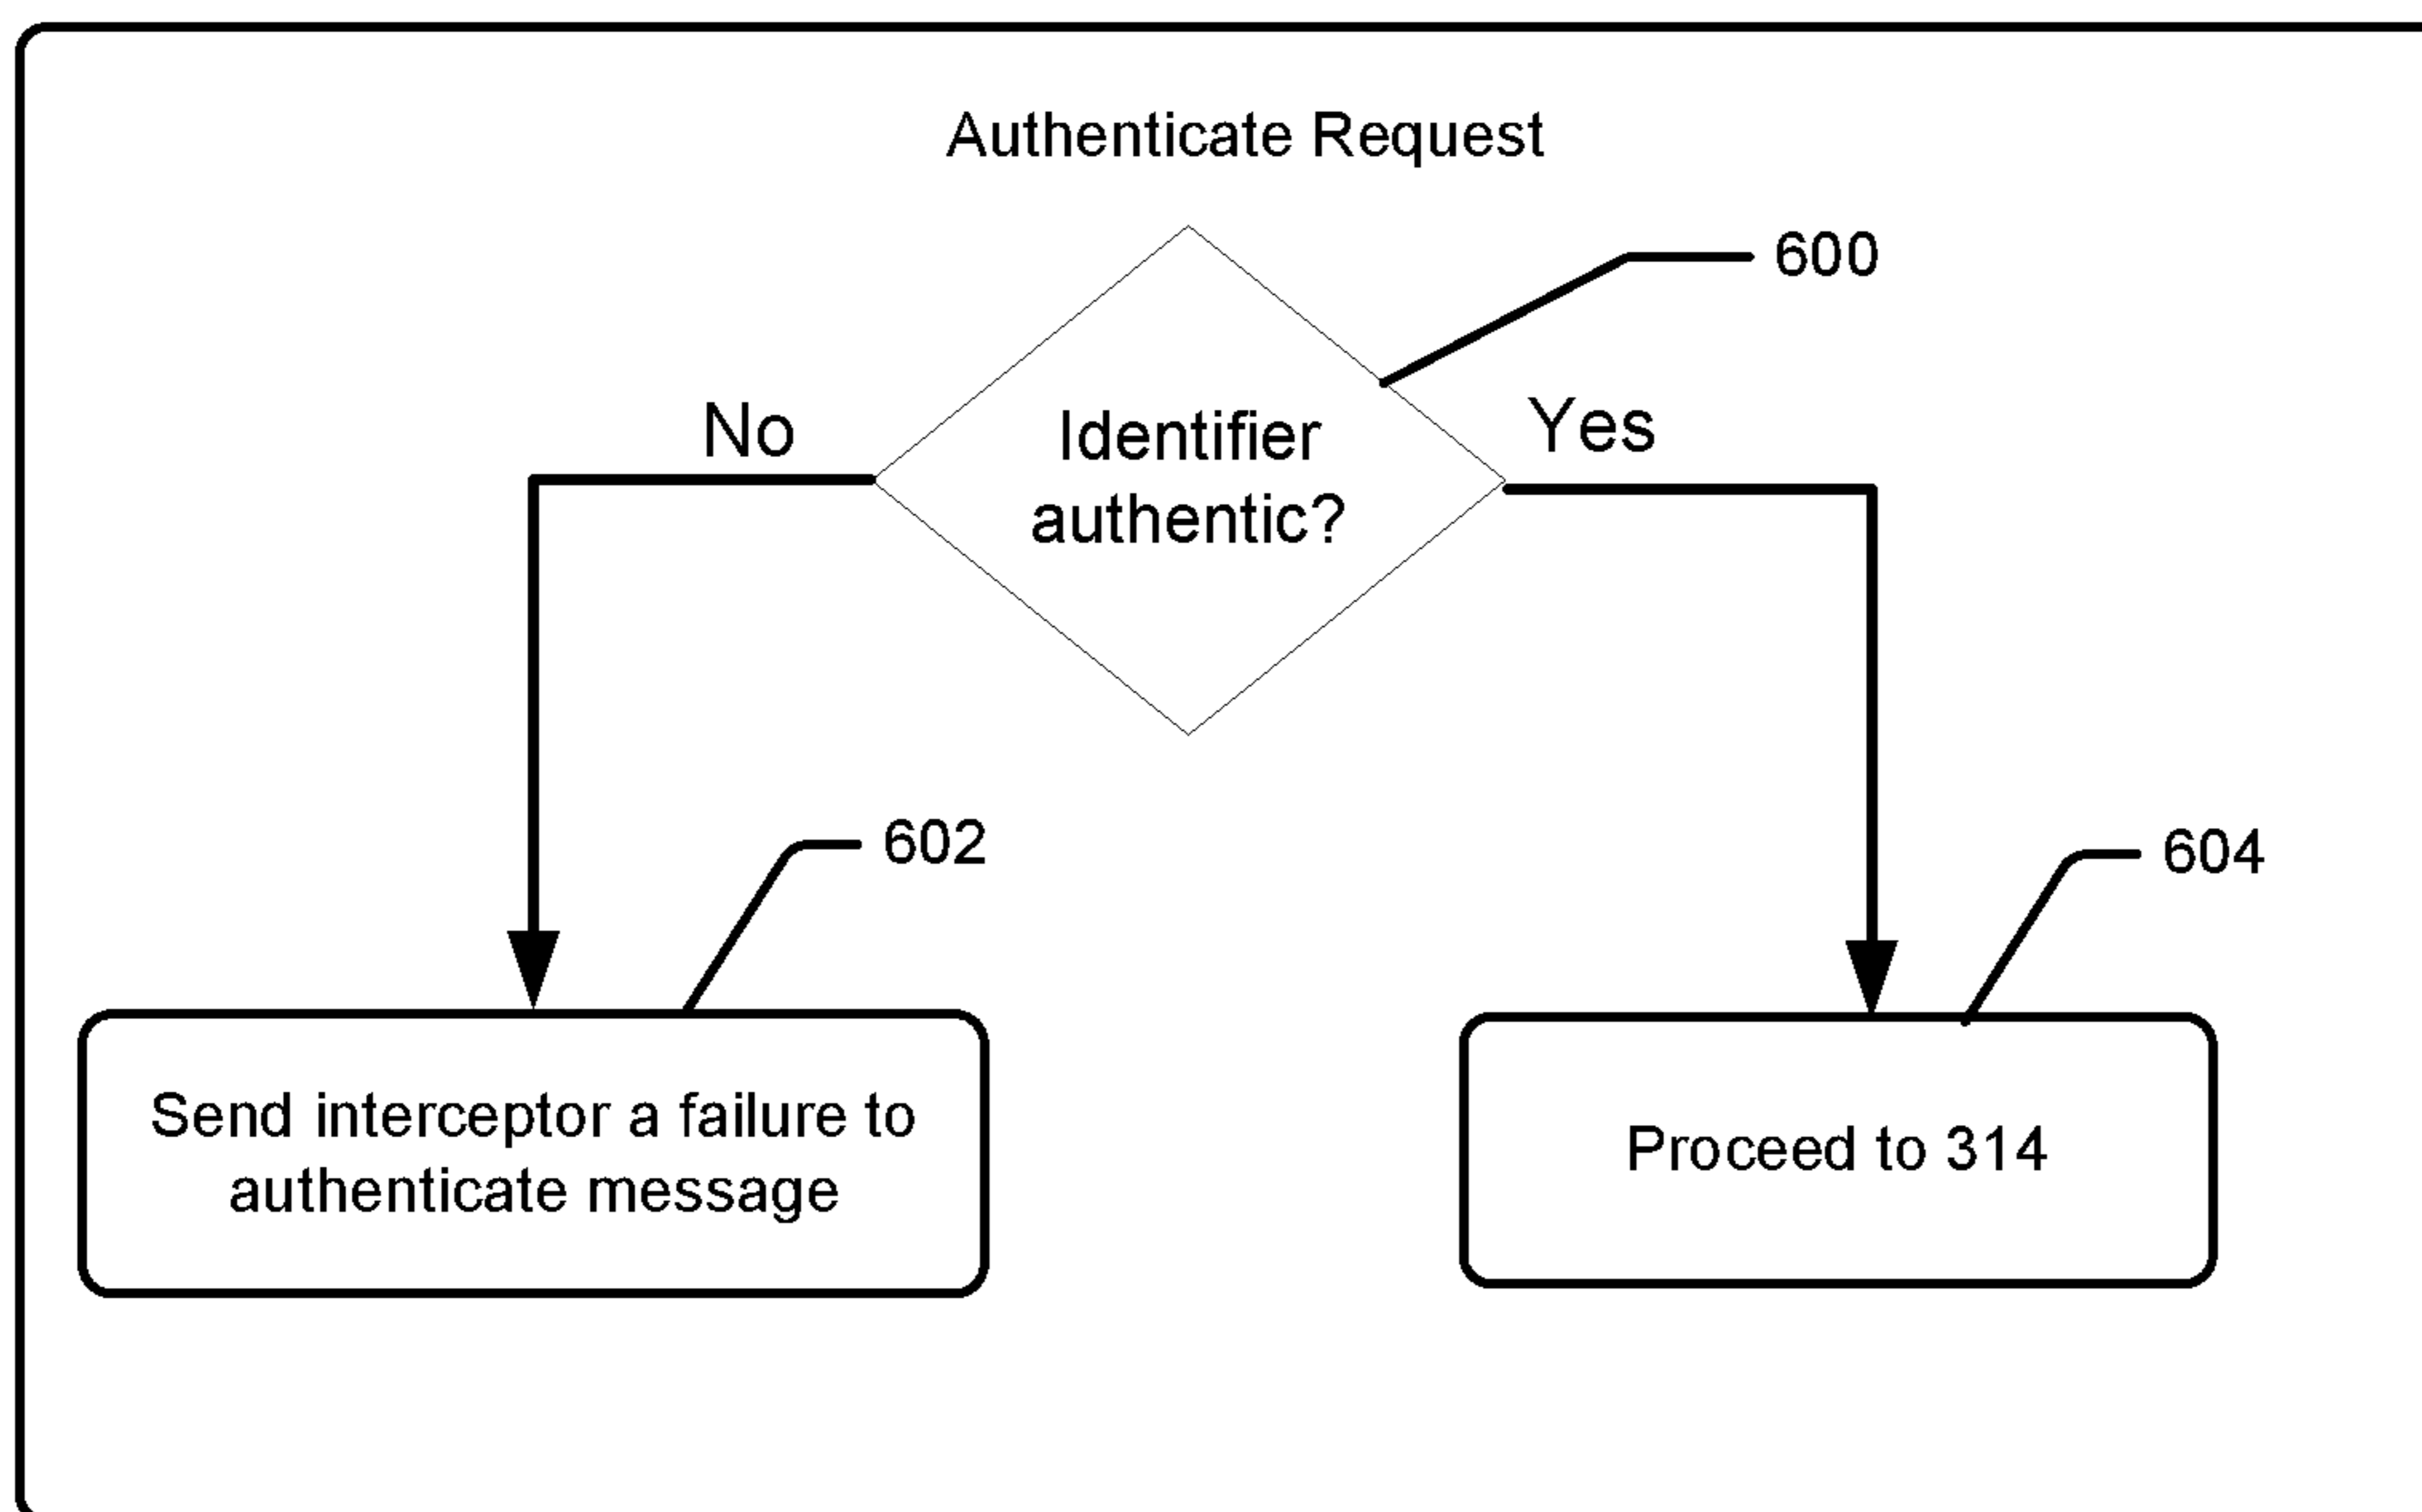 Authenticate Request
600
No
Yes
Identifier
authentic?
602
604
Send interceptor a failure to
authenticate message
Proceed to 314